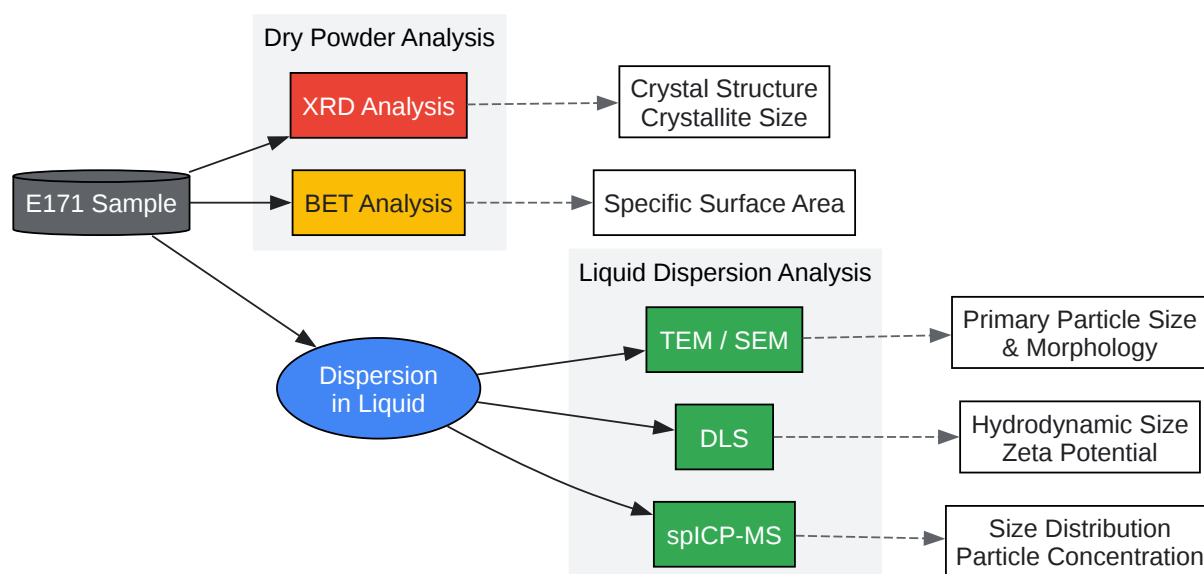 Dry Powder Analysis
XRD Analysis
Crystal Structure
Crystallite Size
E171 Sample
BET Analysis
Specific Surface Area
Liquid Dispersion Analysis
TEM / SEM
Primary Particle Size
& Morphology
Dispersion
in Liquid
DLS
Hydrodynamic Size
Zeta Potential
spICP-MS
Size Distribution
Particle Concentration